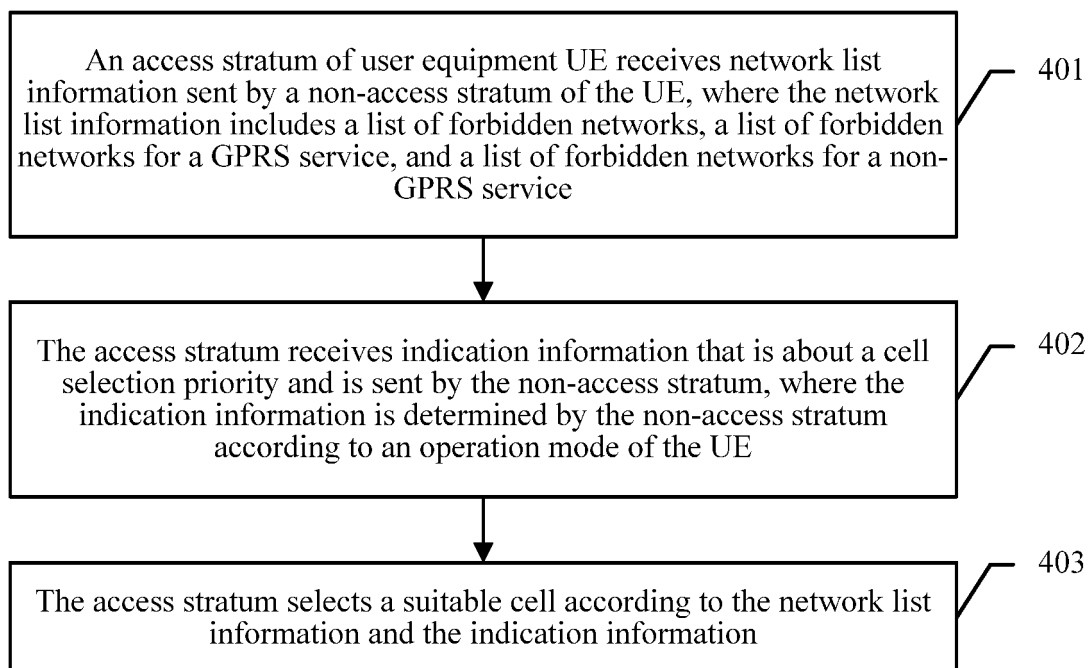 An access stratum of user equipment UE receives network list
information sent by a non-access stratum of the UE, where the network
list information includes a list of forbidden networks, a list of forbidden
networks for a GPRS service, and a list of forbidden networks for a non-
GPRS service
401
The access stratum receives indication information that is about a cell
selection priority and is sent by the non-access stratum, where the
indication information is determined by the non-access stratum
according to an operation mode of the UE
402
The access stratum selects a suitable cell according to the network list
information and the indication information
403